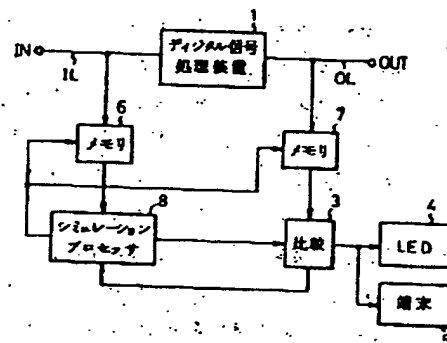 1
ディジタル信号
処理装置
IN
IL
OUT
OL
6
メモリ
7
メモリ
8
シミュレーション
プロセッサ
3
比較
4
LED
端末
5